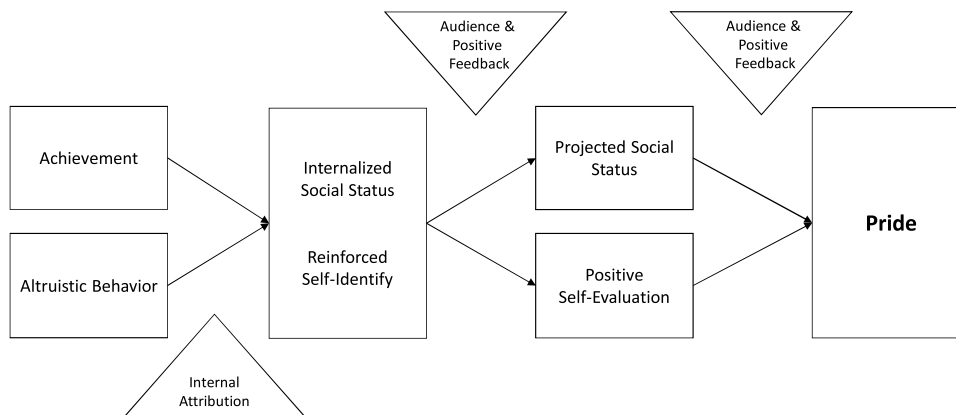 Audience &
Positive
Feedback
Audience &
Positive
Feedback
Achievement
Altruistic Behavior
Internal
Attribution
Internalized
Social Status
Reinforced
Self-Identify
Projected Social
Status
Positive
Self-Evaluation
Pride